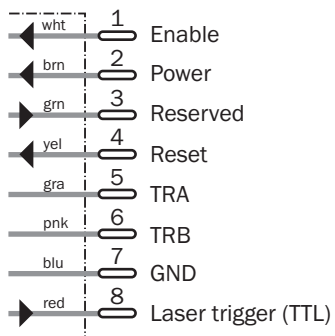 wht 1 Enable
brn 2 Power
grn 3 Reserved
yel 4 Reset
gra 5 TRA
pnk 6 TRB
blu 7 GND
red 8 Laser trigger (TTL)